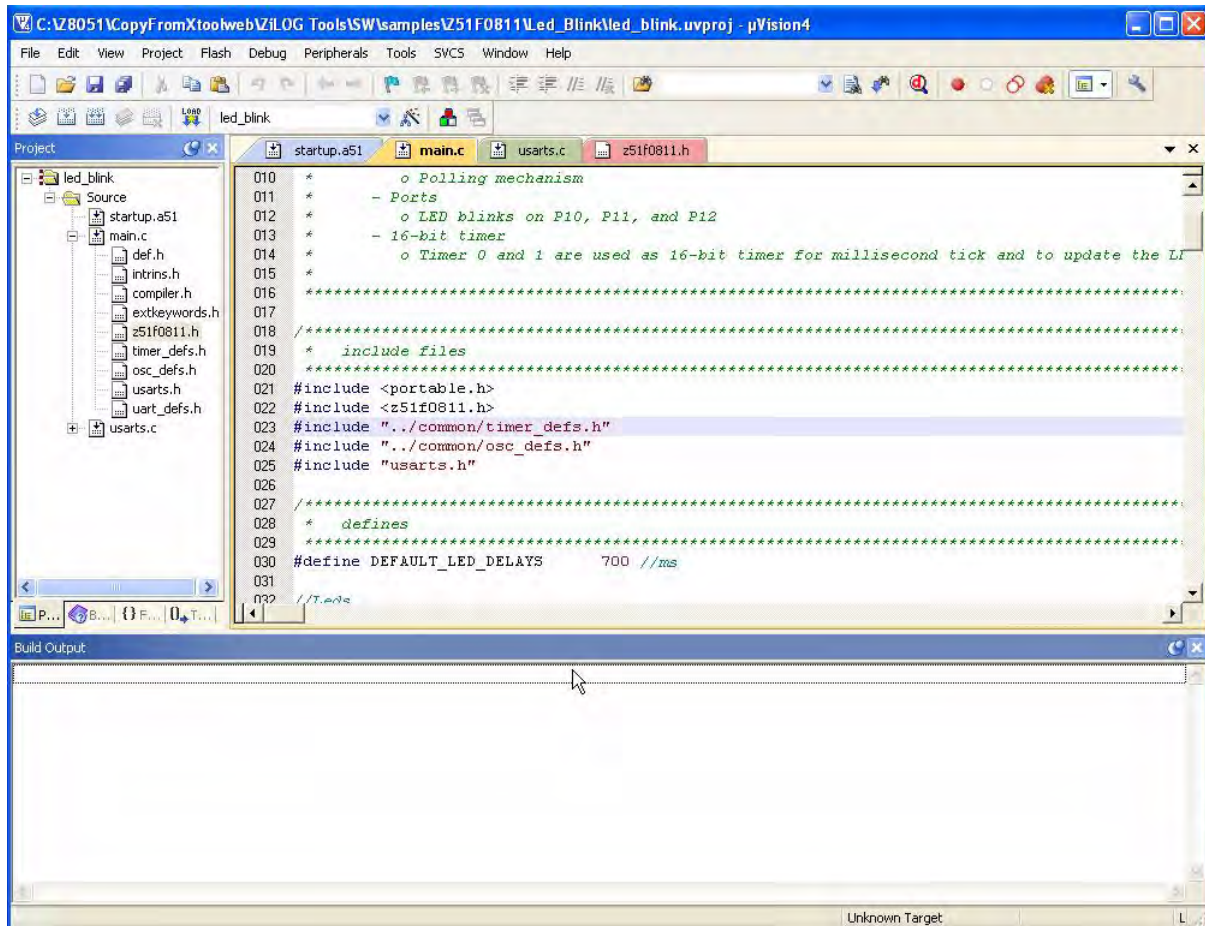 C:\Z8051\CopyFromXtoolweb\ZiLOG Tools\SW\samples\Z51F0811\Led_Blink\led_blink.uvproj - µVision4
File Edit View Project Flash Debug Peripherals Tools SVCS Window Help
LOAD led_blink
Project
led_blink
Source
startup.a51
main.c
def.h
intrins.h
compiler.h
extkeywords.h
z51f0811.h
timer_defs.h
osc_defs.h
usarts.h
uart_defs.h
usarts.c
P... B... {} F... 0 T...
startup.a51 main.c usarts.c z51f0811.h
010 * o Polling mechanism
011 * - Ports
012 * o LED blinks on P10, P11, and P12
013 * - 16-bit timer
014 * o Timer 0 and 1 are used as 16-bit timer for millisecond tick and to update the
015 *
016 *******************************************************************************************
017
018 /******************************************************************************************
019 * include files
020 *******************************************************************************************
021 #include <portable.h>
022 #include <z51f0811.h>
023 #include "../common/timer_defs.h"
024 #include "../common/osc_defs.h"
025 #include "usarts.h"
026
027 /******************************************************************************************
028 * defines
029 *******************************************************************************************
030 #define DEFAULT_LED_DELAYS 700 //ms
031
032 //Leds
Build Output
Unknown Target L